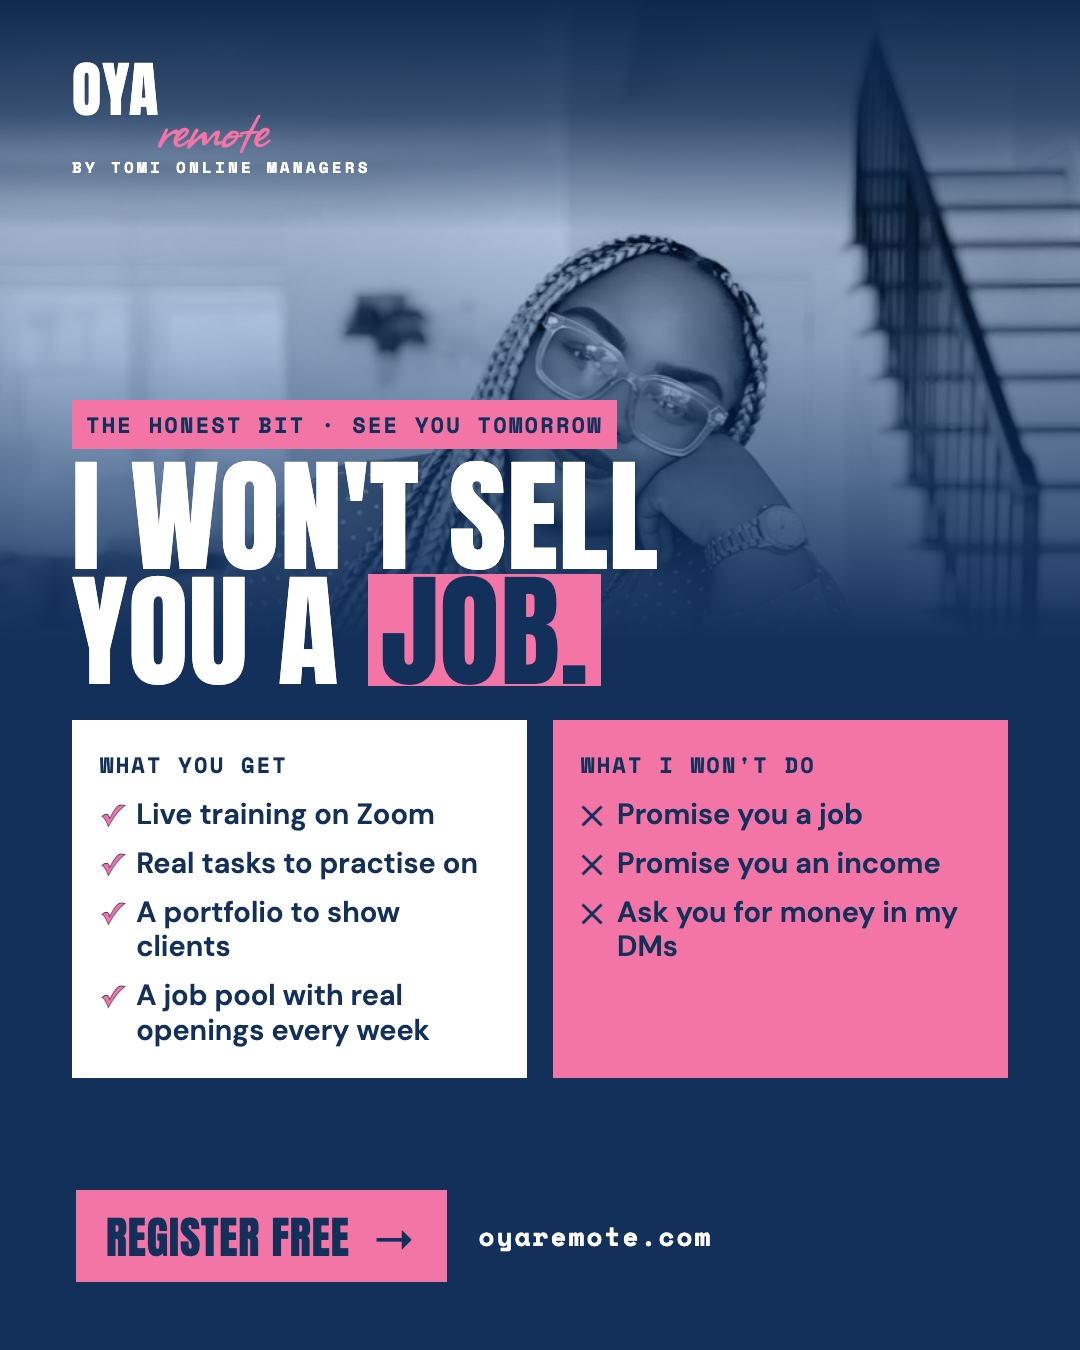 OYA
remote
BY TOMI ONLINE MANAGERS
THE HONEST BIT · SEE YOU TOMORROW
I WON'T SELL
YOU A JOB.
WHAT YOU GET
✓ Live training on Zoom
✓ Real tasks to practise on
✓ A portfolio to show
clients
✓ A job pool with real
openings every week
WHAT I WON'T DO
✕ Promise you a job
✕ Promise you an income
✕ Ask you for money in my
DMs
REGISTER FREE →
oyaremote.com